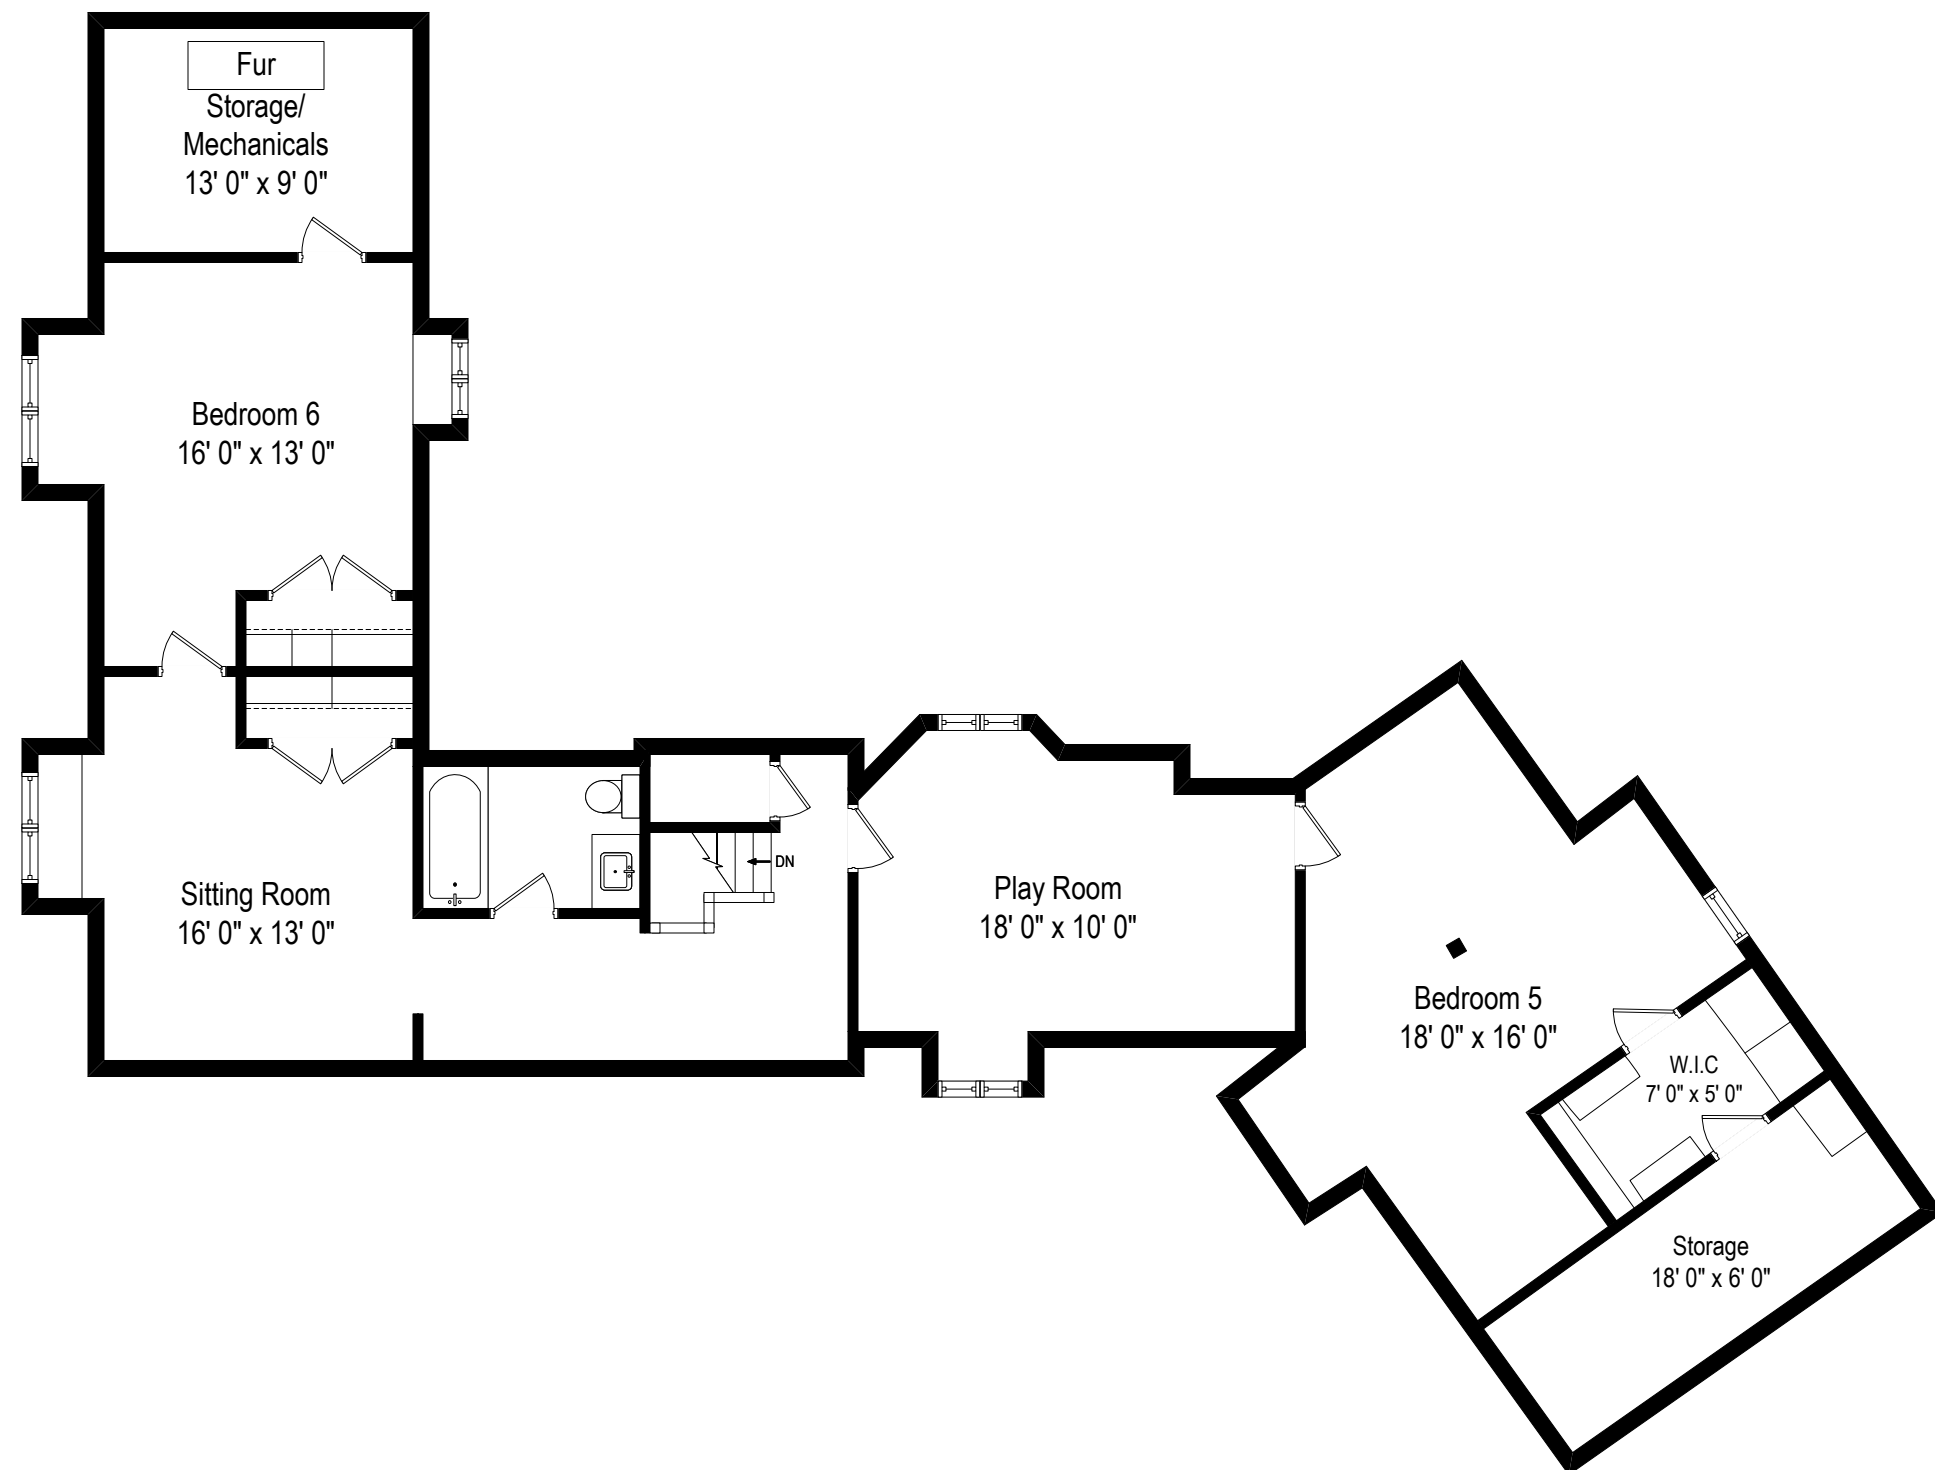 Fur
Storage/
Mechanicals
13' 0" x 9' 0"
Bedroom 6
16' 0" x 13' 0"
Sitting Room
16' 0" x 13' 0"
DN
Play Room
18' 0" x 10' 0"
Bedroom 5
18' 0" x 16' 0"
W.I.C
7' 0" x 5' 0"
Storage
18' 0" x 6' 0"